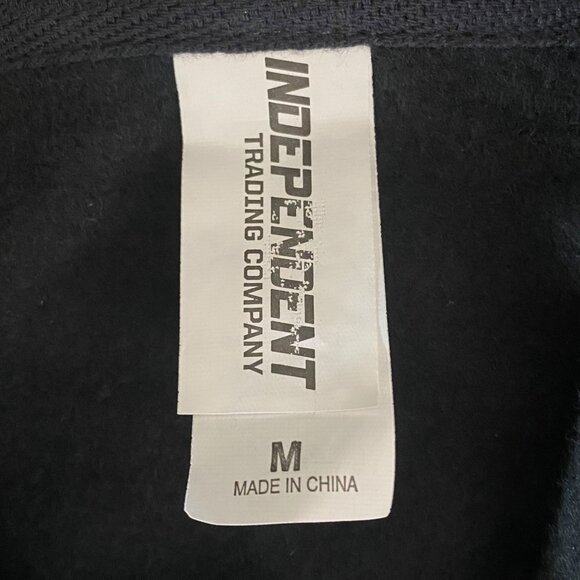 INDEPENDENT
TRADING COMPANY
M
MADE IN CHINA